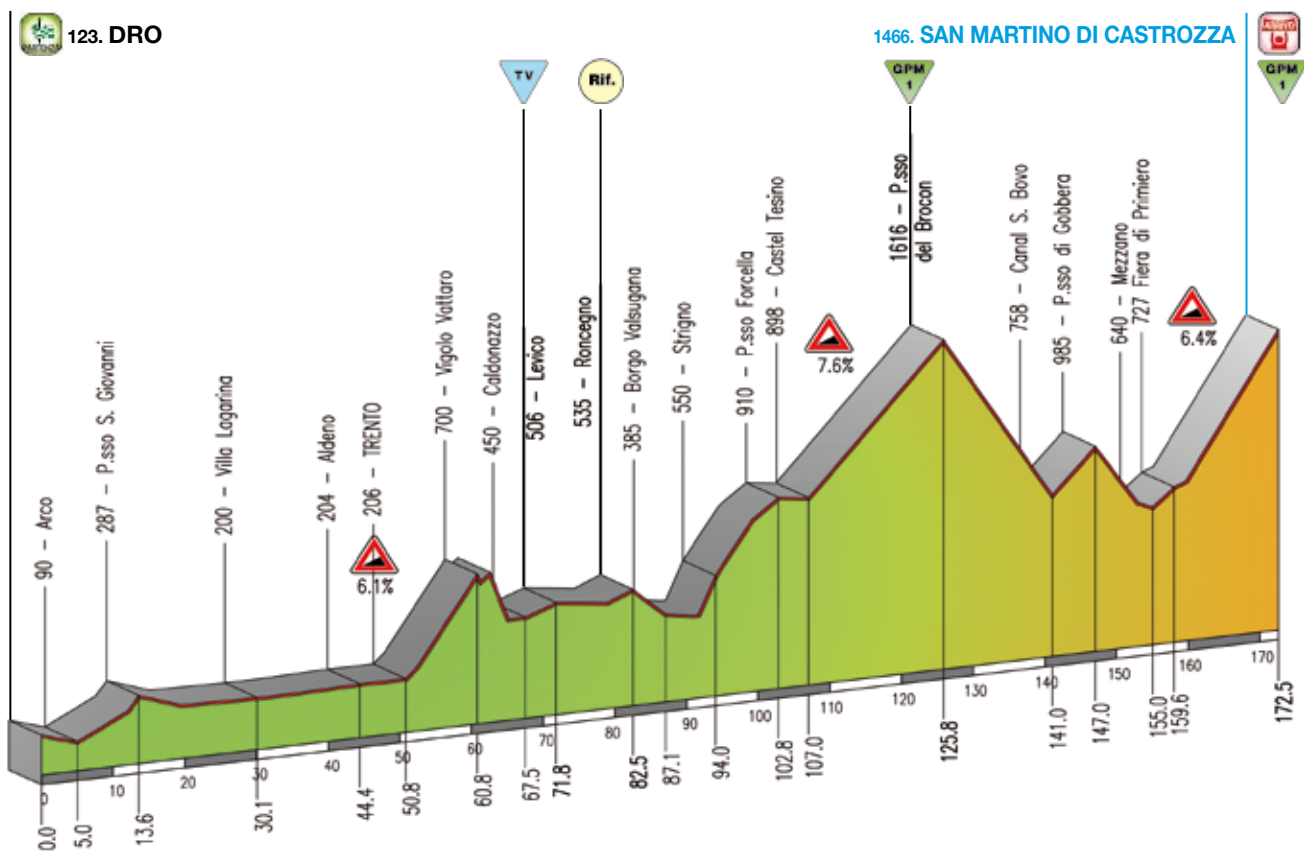 123. DRO
1466. SAN MARTINO DI CASTROZZA
TV
Rif.
GPM
1
GPM
1
90 – Arco
287 – P.sso S. Giovanni
200 – Villa Lagarina
204 – Aldeno
206 – TRENTO
700 – Vigolo Vattaro
450 – Caldonazzo
506 – Levico
535 – Roncegno
385 – Borgo Valsugana
550 – Strigno
910 – P.sso Forcella
898 – Castel Tesino
1616 – P.sso
del Brocon
758 – Canal S. Bovo
985 – P.sso di Gobbera
640 – Mezzano
727 Fiera di Primiero
6.1%
7.6%
6.4%
0
10
20
30
40
50
60
70
80
90
100
110
120
130
140
150
160
170
0.0
5.0
13.6
30.1
44.4
50.8
60.8
67.5
71.8
82.5
87.1
94.0
102.8
107.0
125.8
141.0
147.0
155.0
159.6
172.5